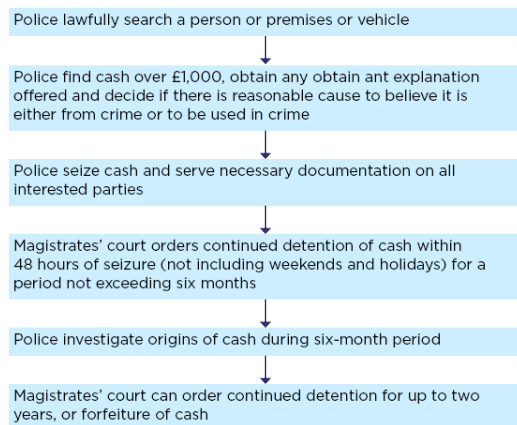 Police lawfully search a person or premises or vehicle
Police find cash over £1,000, obtain any obtain ant explanation
offered and decide if there is reasonable cause to believe it is
either from crime or to be used in crime
Police seize cash and serve necessary documentation on all
interested parties
Magistrates’ court orders continued detention of cash within
48 hours of seizure (not including weekends and holidays) for a
period not exceeding six months
Police investigate origins of cash during six-month period
Magistrates’ court can order continued detention for up to two
years, or forfeiture of cash